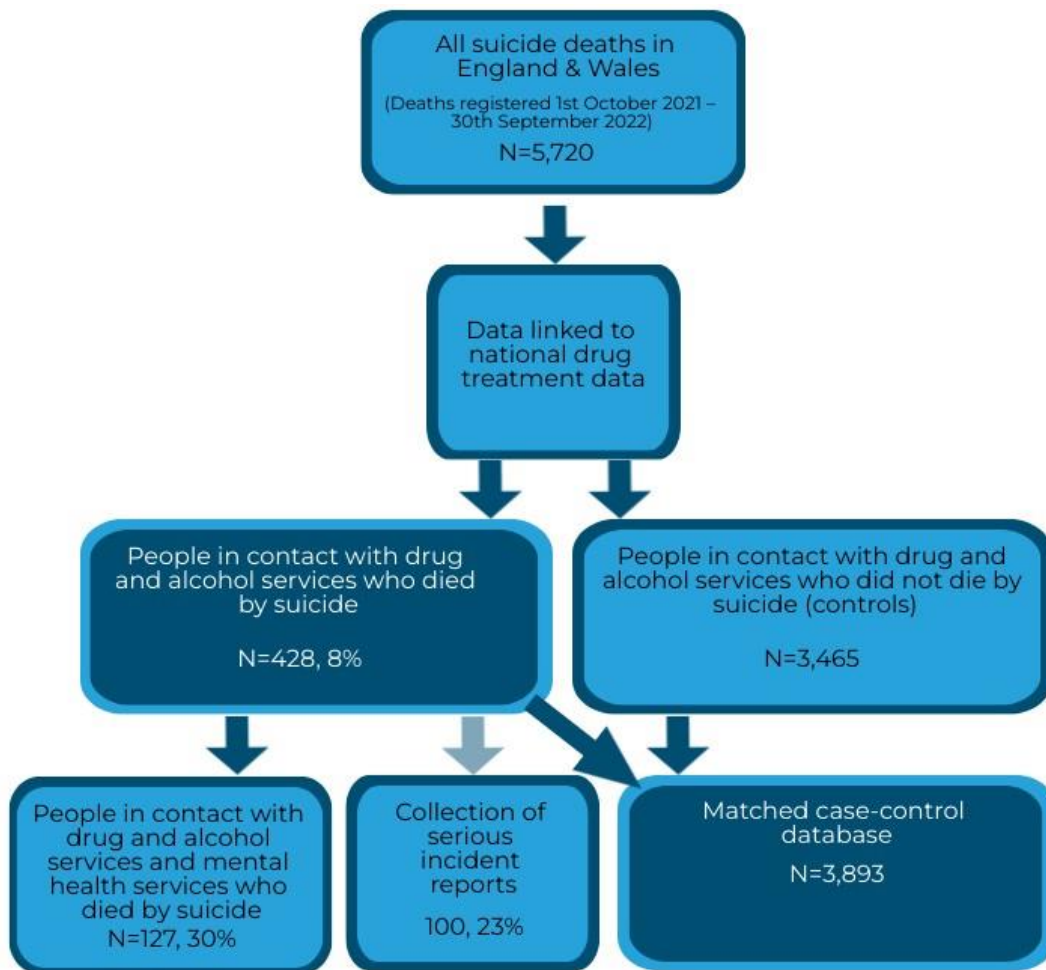 All suicide deaths in
England & Wales
(Deaths registered 1st October 2021 –
30th September 2022)
N=5,720
Data linked to
national drug
treatment data
People in contact with drug
and alcohol services who died
by suicide
N=428, 8%
People in contact with drug and
alcohol services who did not die by
suicide (controls)
N=3,465
People in contact with
drug and alcohol
services and mental
health services who
died by suicide
N=127, 30%
Collection of
serious
incident
reports
100, 23%
Matched case-control
database
N=3,893